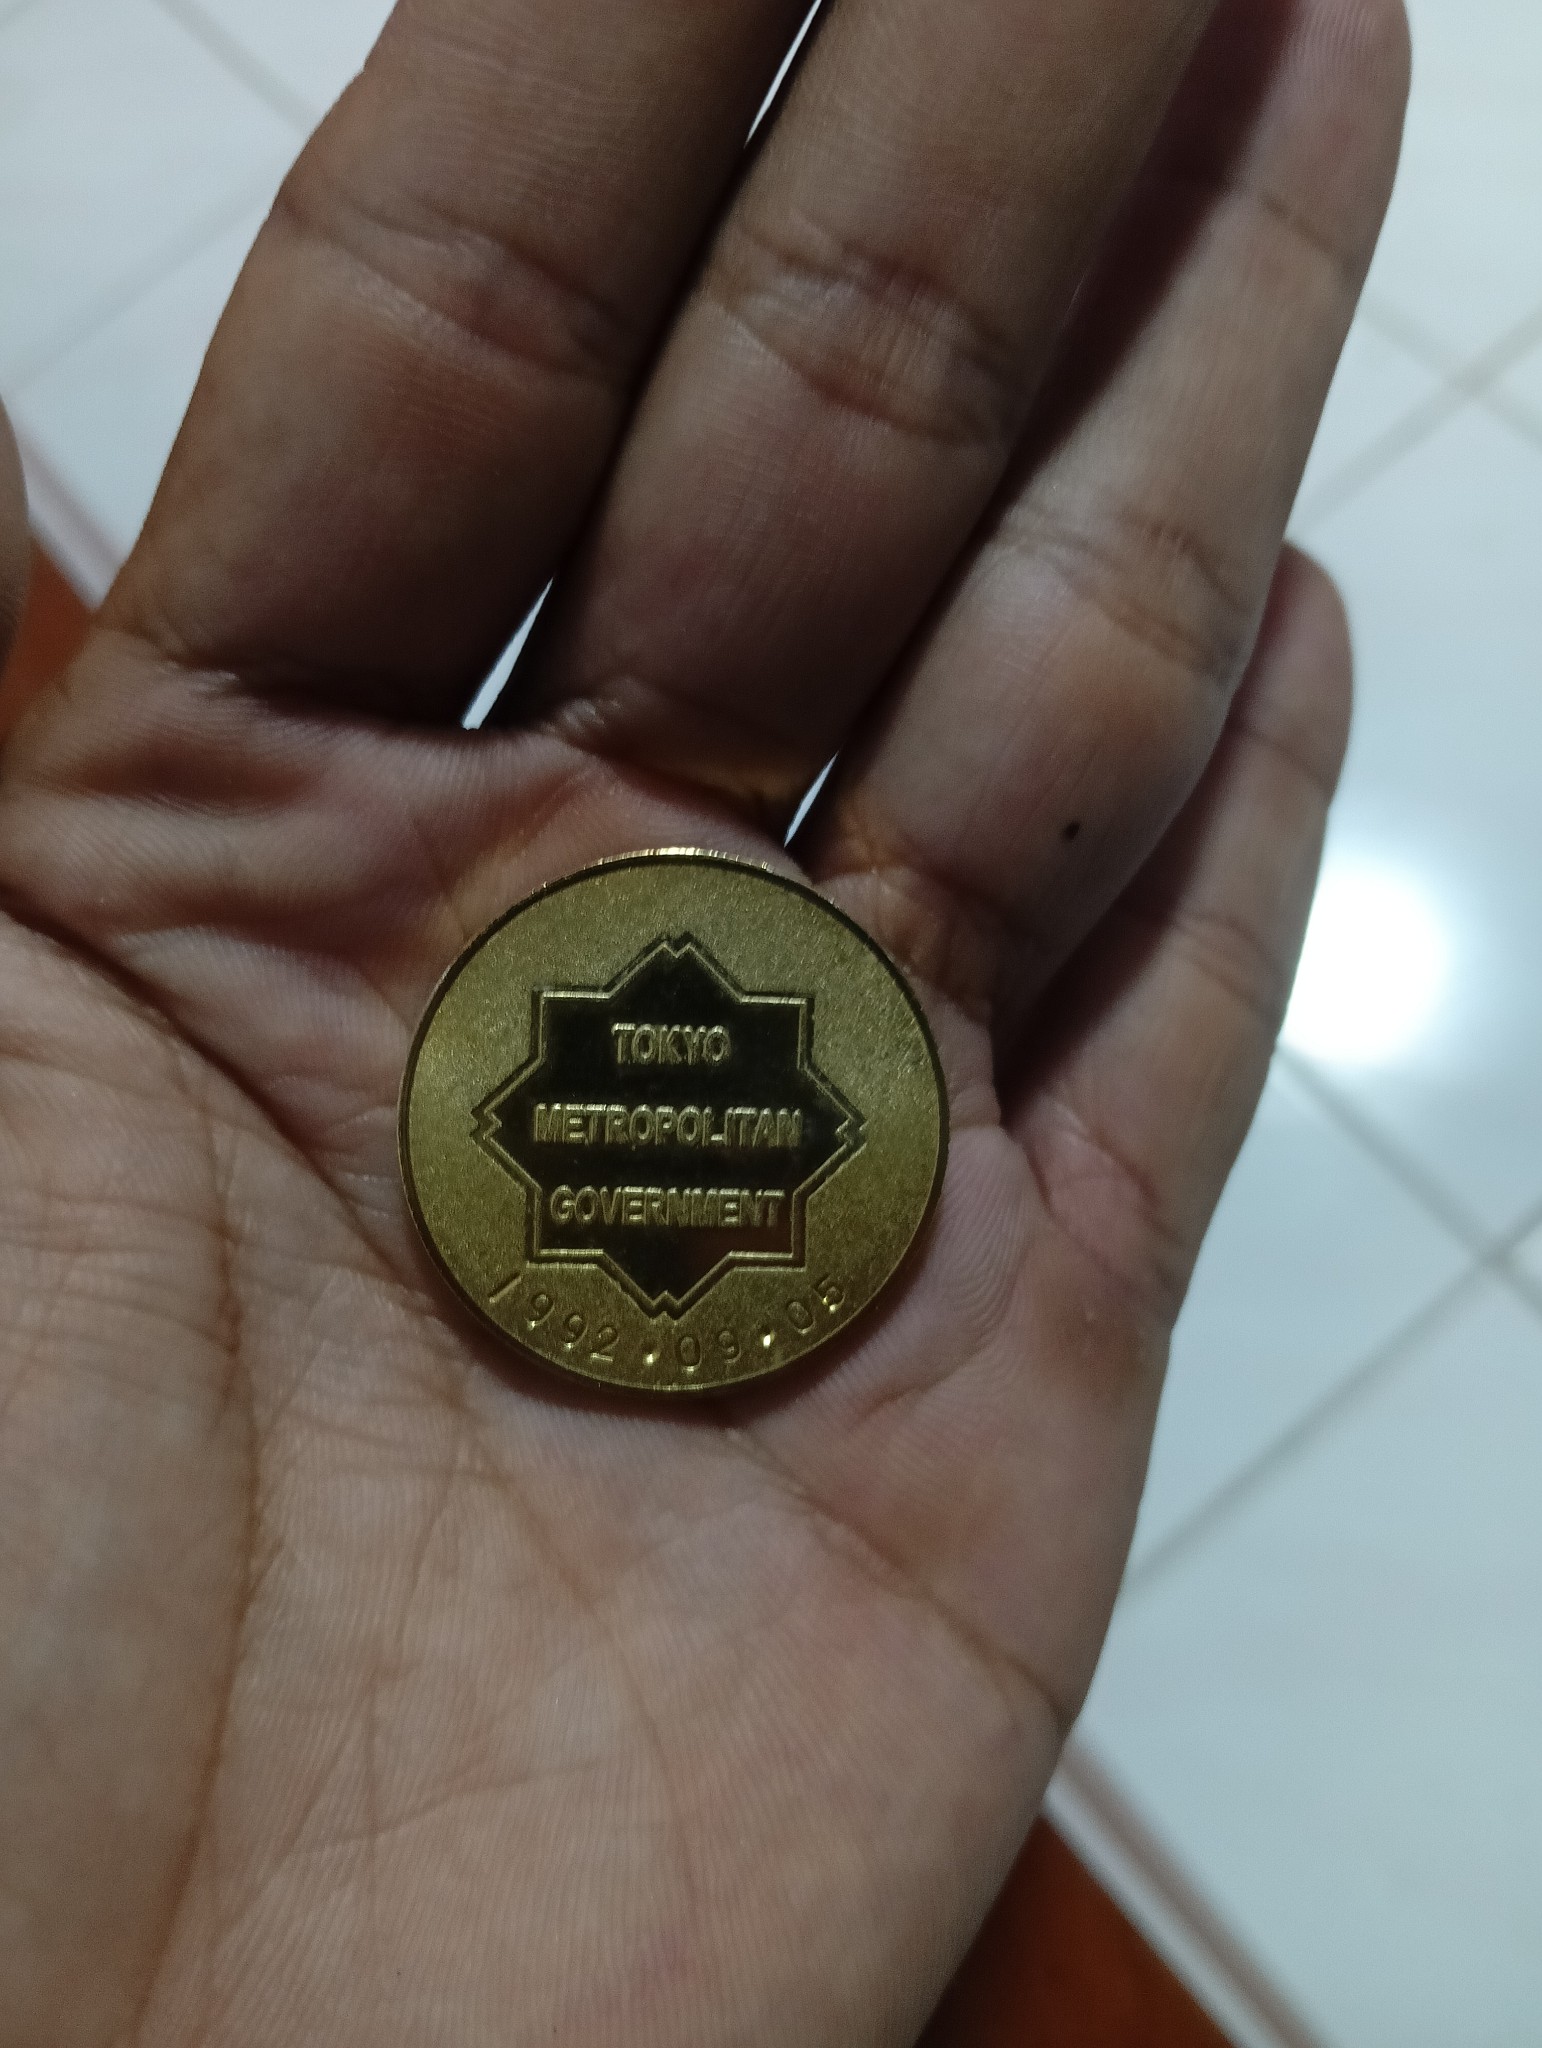 TOKYO
METROPOLITAN
GOVERNMENT
1992・09・05